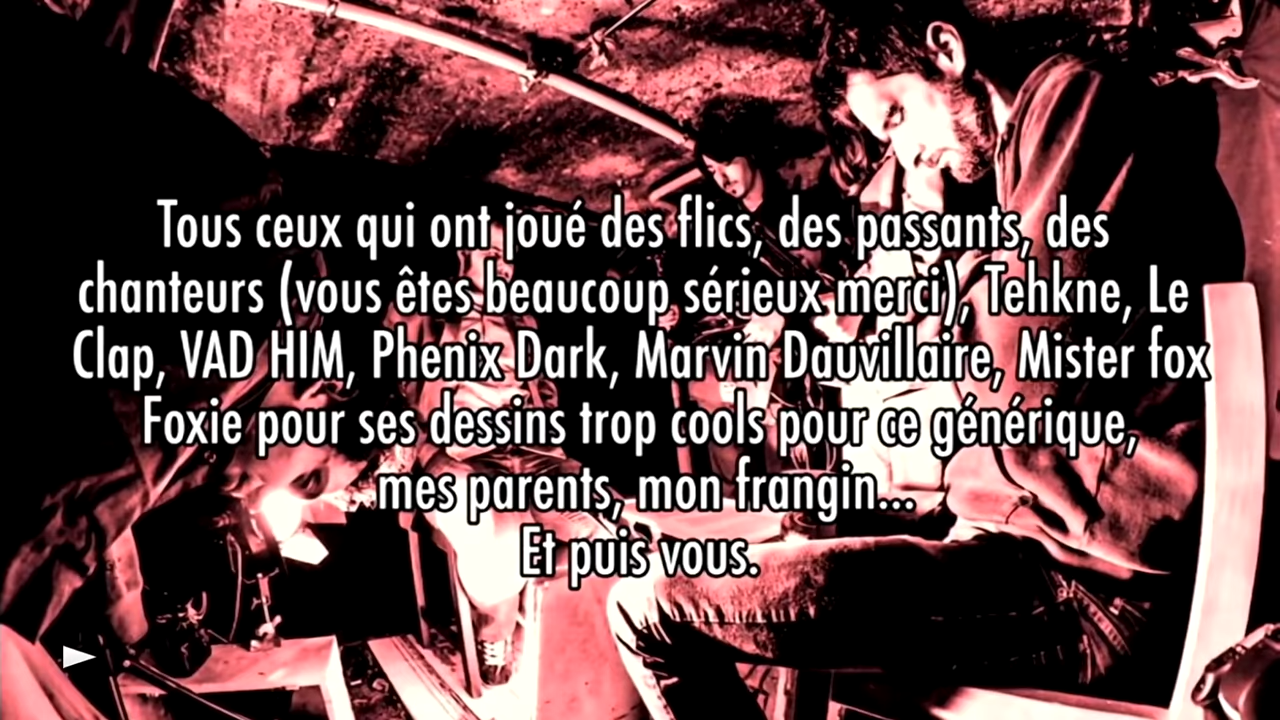 Tous ceux qui ont joué des flics, des passants, des
chanteurs (vous êtes beaucoup sérieux merci), Tehkne, Le
Clap, VAD HIM, Phenix Dark, Marvin Dauvillaire, Mister fox
Foxie pour ses dessins trop cools pour ce générique,
mes parents, mon frangin...
Et puis vous.